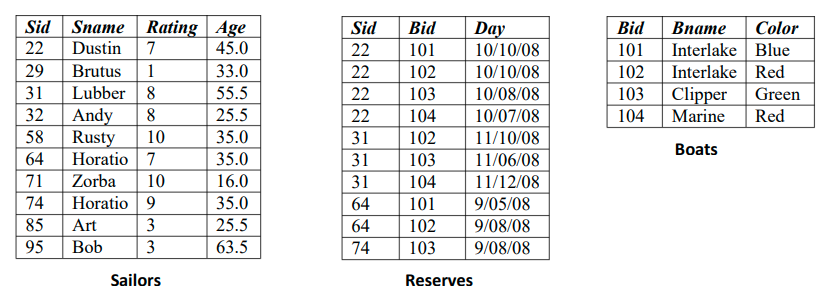 Sid Sname Rating Age
22 Dustin 7 45.0
29 Brutus 1 33.0
31 Lubber 8 55.5
32 Andy 8 25.5
58 Rusty 10 35.0
64 Horatio 7 35.0
71 Zorba 10 16.0
74 Horatio 9 35.0
85 Art 3 25.5
95 Bob 3 63.5
Sailors
Sid Bid Day
22 101 10/10/08
22 102 10/10/08
22 103 10/08/08
22 104 10/07/08
31 102 11/10/08
31 103 11/06/08
31 104 11/12/08
64 101 9/05/08
64 102 9/08/08
74 103 9/08/08
Reserves
Bid Bname Color
101 Interlake Blue
102 Interlake Red
103 Clipper Green
104 Marine Red
Boats